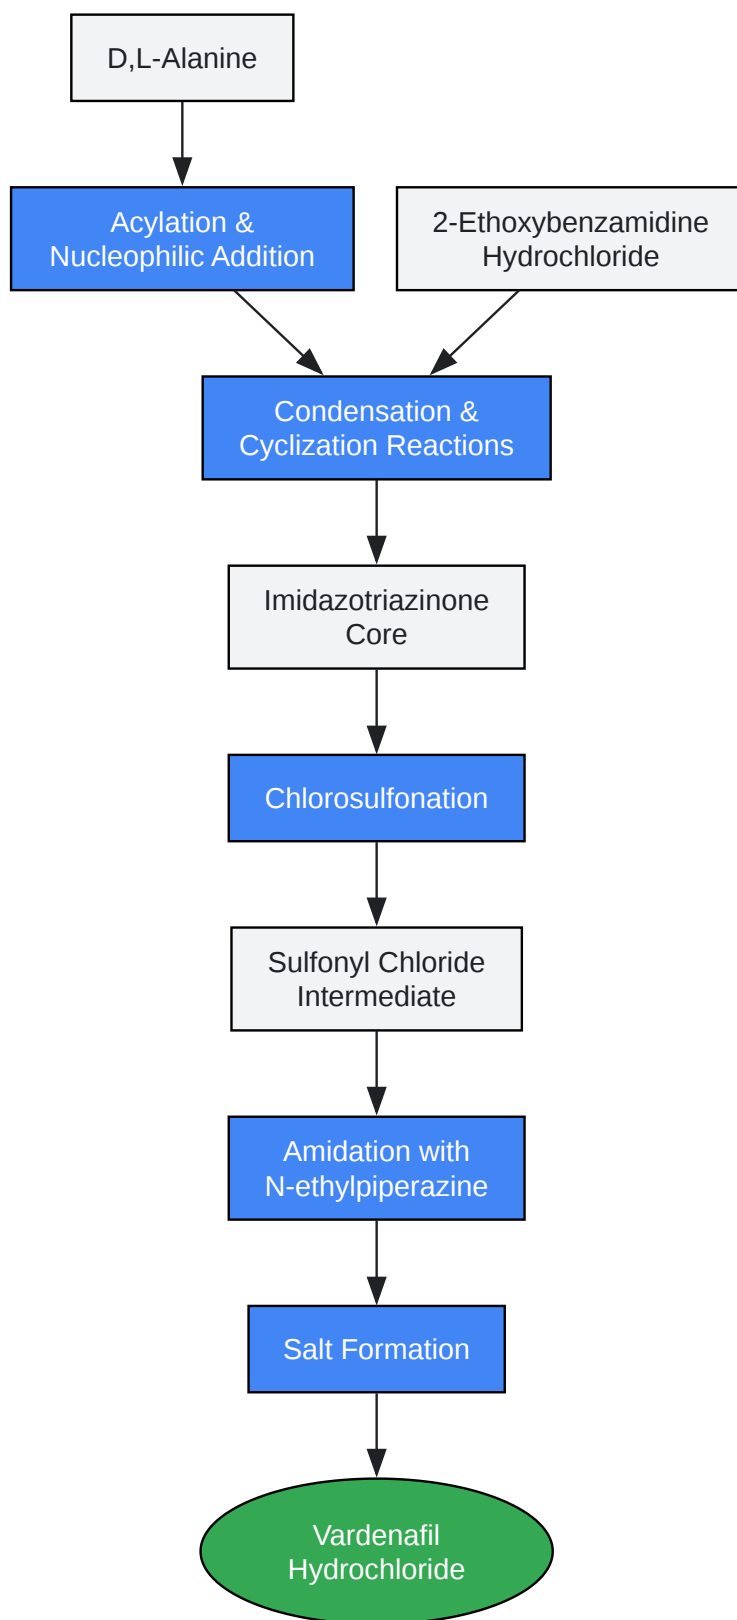 D,L-Alanine
Acylation &
Nucleophilic Addition
2-Ethoxybenzamidine
Hydrochloride
Condensation &
Cyclization Reactions
Imidazotriazinone
Core
Chlorosulfonation
Sulfonyl Chloride
Intermediate
Amidation with
N-ethylpiperazine
Salt Formation
Vardenafil
Hydrochloride